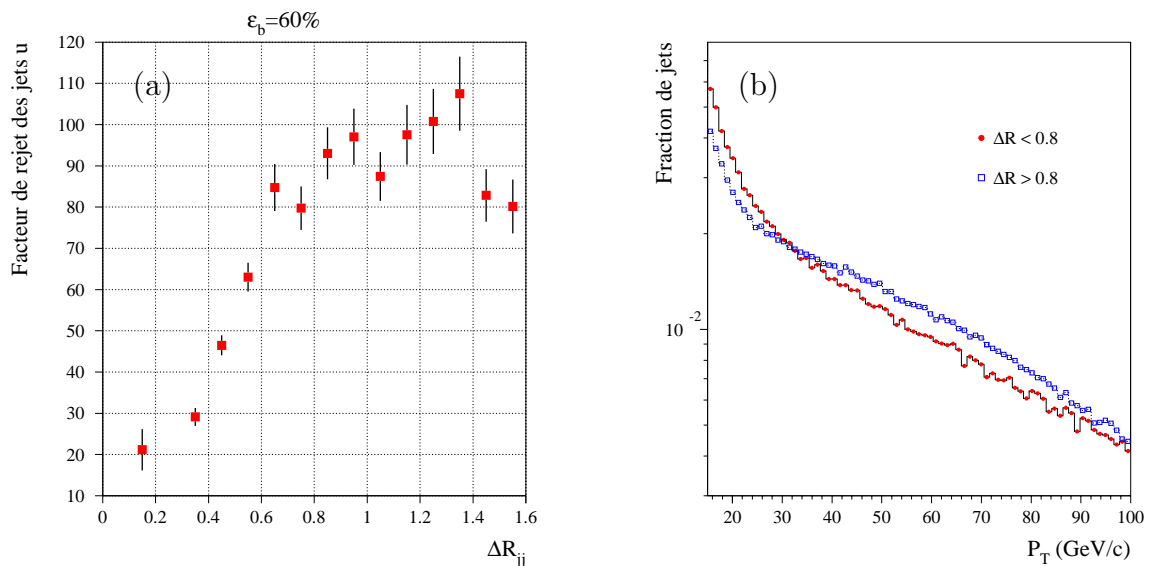 ε_b=60%
Facteur de rejet des jets u
(a)
120
110
100
90
80
70
60
50
40
30
20
10
0 0.2 0.4 0.6 0.8 1 1.2 1.4 1.6
ΔR_jj
Fraction de jets
(b)
ΔR < 0.8
ΔR > 0.8
10^-2
20 30 40 50 60 70 80 90 100
P_T (GeV/c)